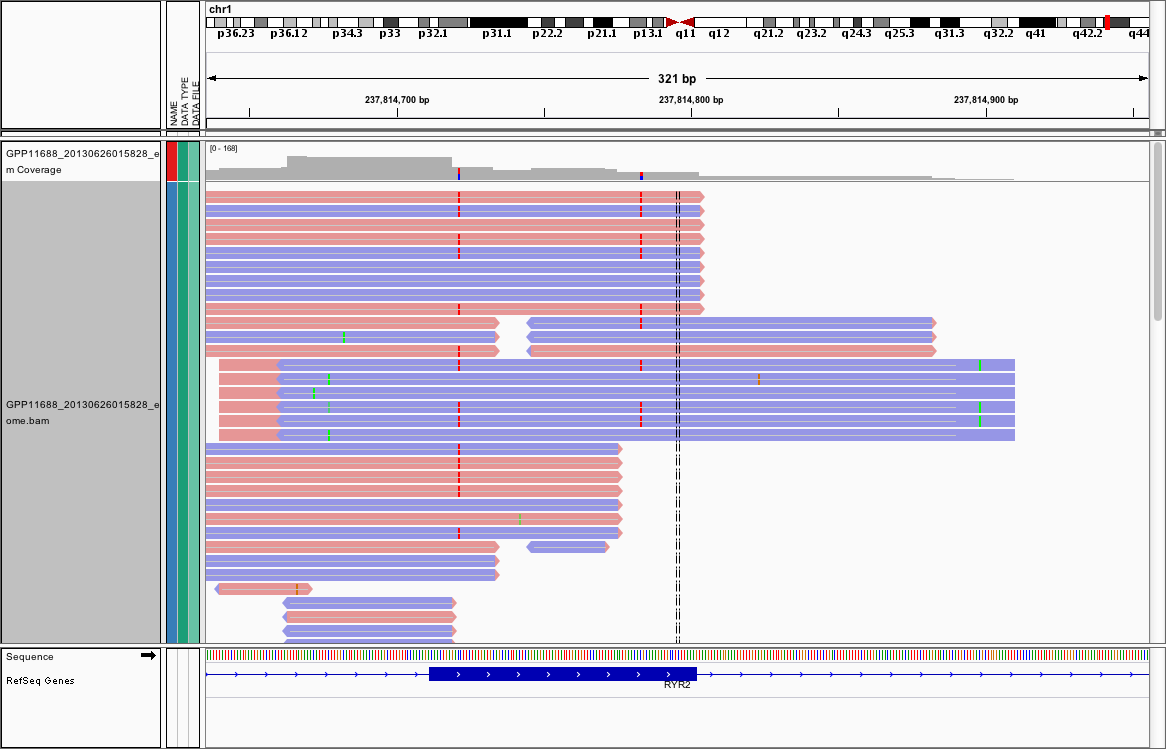 chr1
p36.23 p36.12 p34.3 p33 p32.1 p31.1 p22.2 p21.1 p13.1 q11 q12 q21.2 q23.2 q24.3 q25.3 q31.3 q32.2 q41 q42.2 q44
321 bp
237,814,700 bp 237,814,800 bp 237,814,900 bp
NAME
DATA TYPE
DATA FILE
GPP11688_20130626015828_e
m Coverage
[0 - 168]
GPP11688_20130626015828_e
ome.bam
Sequence
RefSeq Genes
RYR2